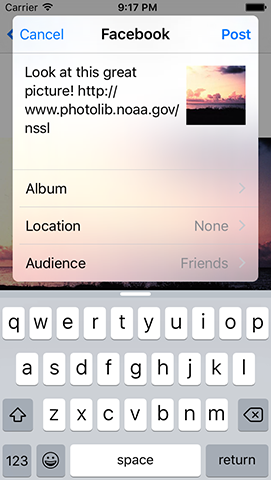 Carrier 9:17 PM
Cancel Facebook Post
Look at this great
picture! http://
www.photolib.noaa.gov/
nssl
Album
Location None
Audience Friends
q w e r t y u i o p
a s d f g h j k l
z x c v b n m
123 space return